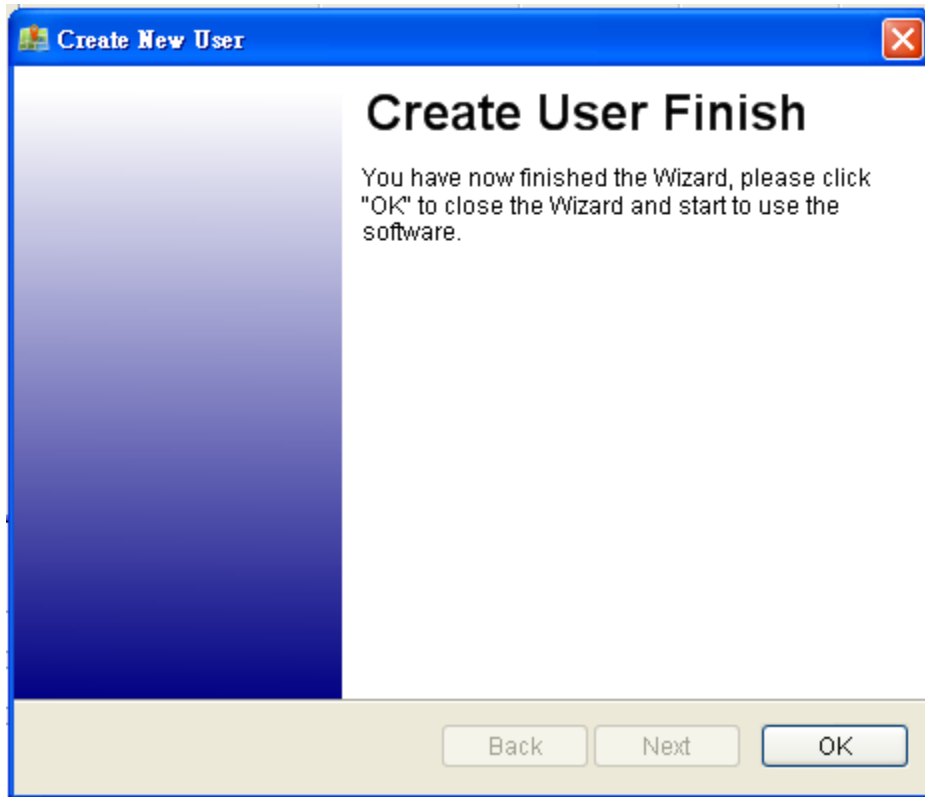 Create New User
Create User Finish
You have now finished the Wizard, please click
"OK" to close the Wizard and start to use the
software.
Back
Next
OK